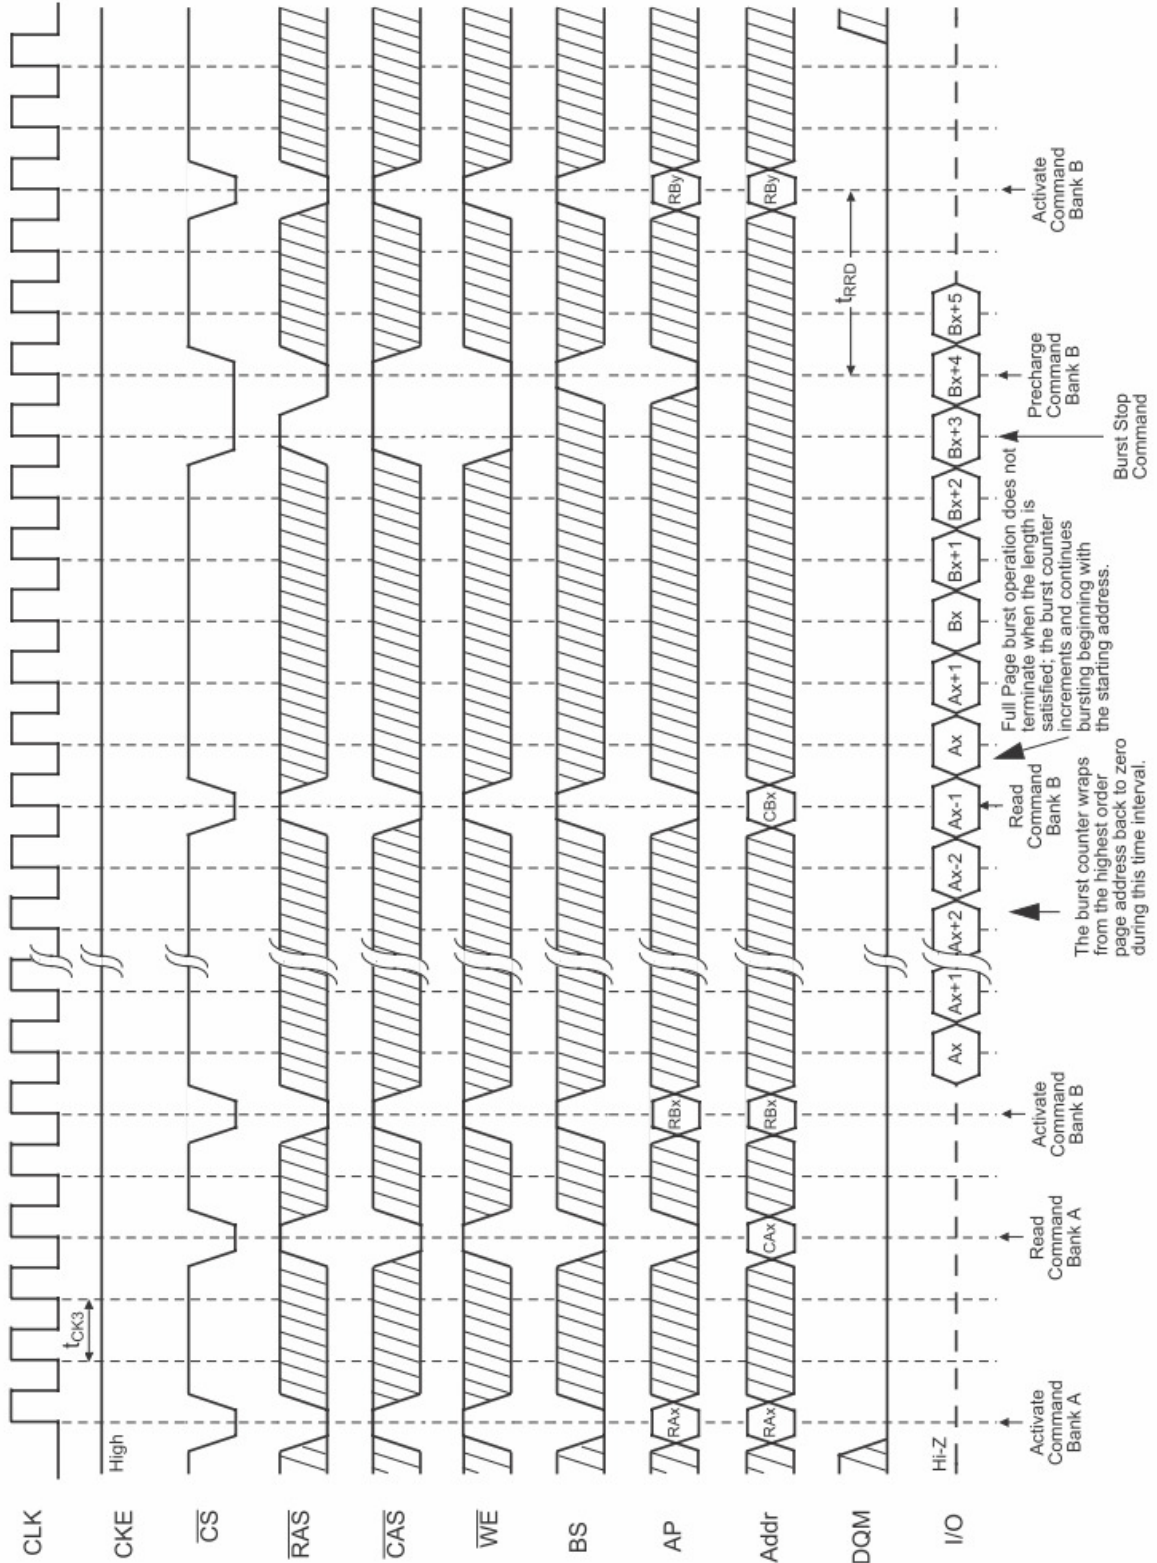 CLK
CKE
High
tCK3
CS
RAS
CAS
WE
BS
AP
RAx
RBx
RBy
Addr
RAx
CAx
RBx
CBx
RBy
DQM
tRRD
I/O
Hi-Z
Ax
Ax+1
Ax+2
Ax-2
Ax-1
Ax
Ax+1
Bx
Bx+1
Bx+2
Bx+3
Bx+4
Bx+5
Activate
Command
Bank A
Read
Command
Bank A
Activate
Command
Bank B
The burst counter wraps
from the highest order
page address back to zero
during this time interval.
Read
Command
Bank B
Full Page burst operation does not
terminate when the length is
satisfied; the burst counter
increments and continues
bursting beginning with
the starting address.
Burst Stop
Command
Precharge
Command
Bank B
Activate
Command
Bank B